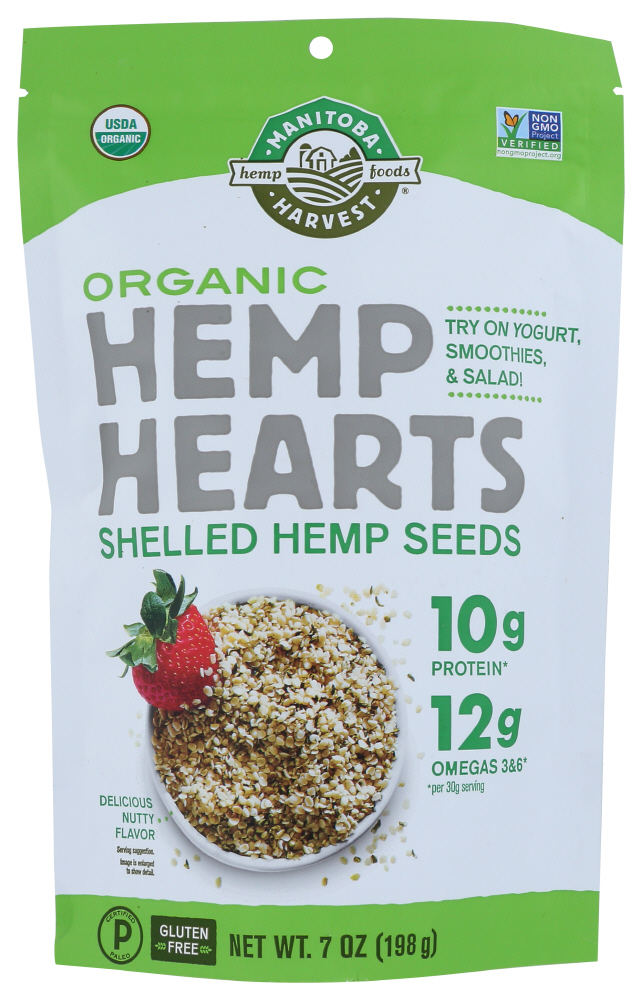 USDA
ORGANIC
MANITOBA
hemp foods
HARVEST
®
NON
GMO
Project
VERIFIED
nongmoproject.org
ORGANIC
HEMP
HEARTS
TRY ON YOGURT,
SMOOTHIES,
& SALAD!
SHELLED HEMP SEEDS
10g
PROTEIN*
12g
OMEGAS 3&6*
*per 30g serving
DELICIOUS
NUTTY
FLAVOR
Serving suggestion.
Image is enlarged
to show detail.
CERTIFIED
P
PALEO
GLUTEN
FREE
NET WT. 7 OZ (198 g)